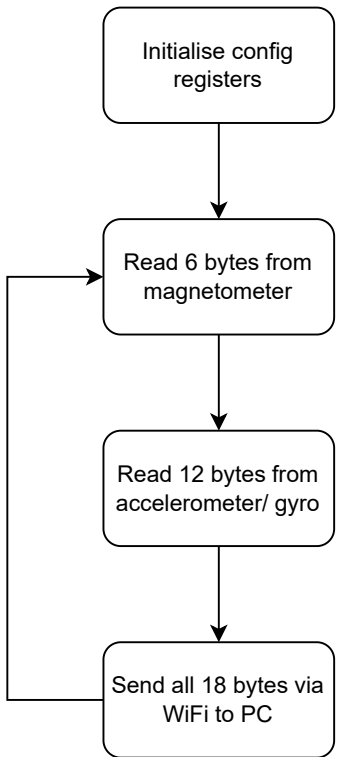 Initialise config
registers
Read 6 bytes from
magnetometer
Read 12 bytes from
accelerometer/ gyro
Send all 18 bytes via
WiFi to PC